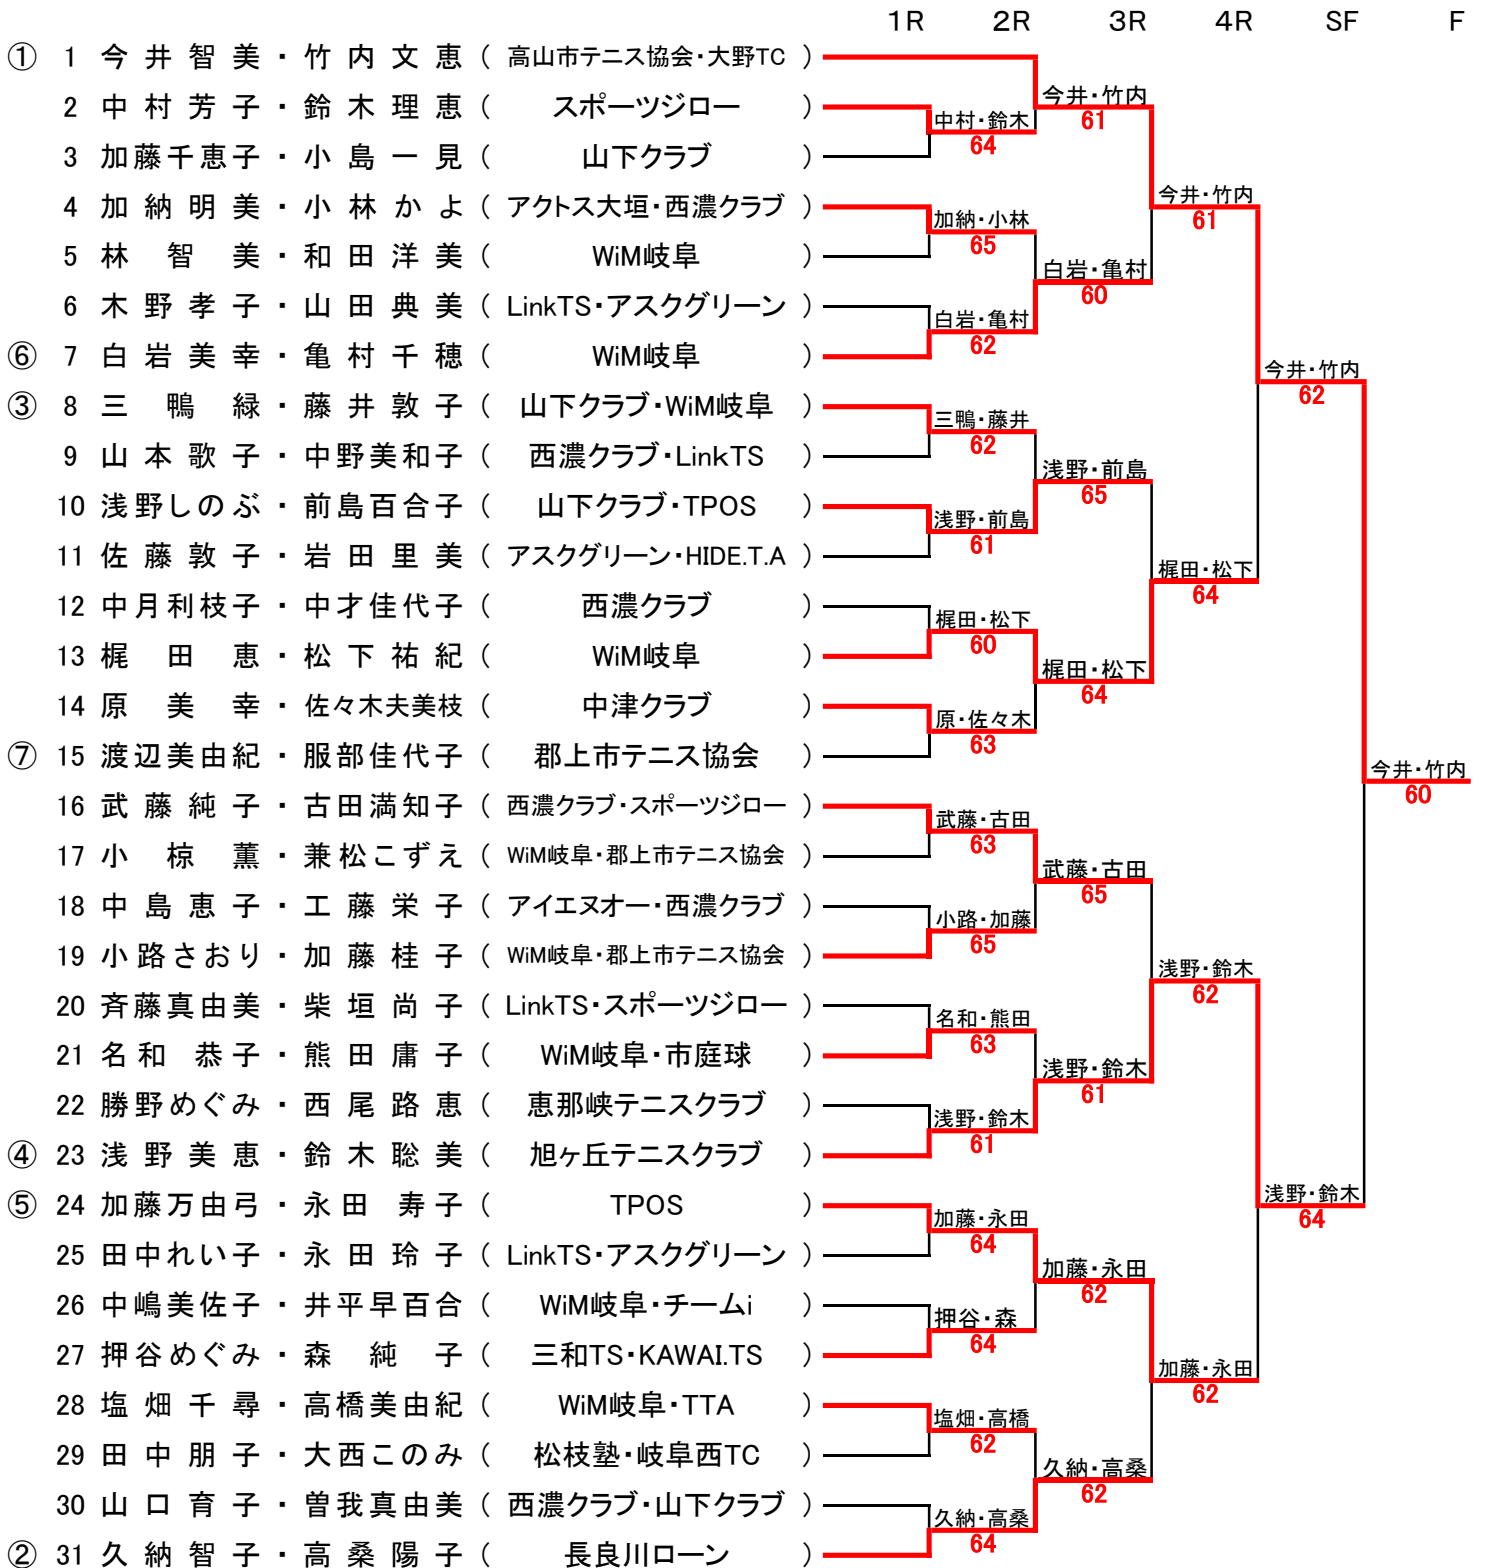 1R 2R 3R 4R SF F
① 1 今井智美・竹内文恵 ( 高山市テニス協会・大野TC )
今井・竹内
2 中村芳子・鈴木理恵 ( スポーツジロー )
61
中村・鈴木
64
3 加藤千恵子・小島一見 ( 山下クラブ )
今井・竹内
4 加納明美・小林かよ ( アクトス大垣・西濃クラブ )
61
加納・小林
65
5 林智美・和田洋美 ( WiM岐阜 )
白岩・亀村
60
6 木野孝子・山田典美 ( LinkTS・アスクグリーン )
白岩・亀村
62
⑥ 7 白岩美幸・亀村千穂 ( WiM岐阜 )
今井・竹内
62
③ 8 三鴨緑・藤井敦子 ( 山下クラブ・WiM岐阜 )
三鴨・藤井
62
9 山本歌子・中野美和子 ( 西濃クラブ・LinkTS )
浅野・前島
65
10 浅野しのぶ・前島百合子 ( 山下クラブ・TPOS )
浅野・前島
61
11 佐藤敦子・岩田里美 ( アスクグリーン・HIDE.T.A )
梶田・松下
64
12 中月利枝子・中才佳代子 ( 西濃クラブ )
梶田・松下
60
13 梶田恵・松下祐紀 ( WiM岐阜 )
梶田・松下
64
14 原美幸・佐々木夫美枝 ( 中津クラブ )
原・佐々木
63
⑦ 15 渡辺美由紀・服部佳代子 ( 郡上市テニス協会 )
今井・竹内
60
16 武藤純子・古田満知子 ( 西濃クラブ・スポーツジロー )
武藤・古田
63
17 小椋薫・兼松こずえ ( WiM岐阜・郡上市テニス協会 )
武藤・古田
65
18 中島恵子・工藤栄子 ( アイエヌオー・西濃クラブ )
小路・加藤
65
19 小路さおり・加藤桂子 ( WiM岐阜・郡上市テニス協会 )
浅野・鈴木
62
20 斉藤真由美・柴垣尚子 ( LinkTS・スポーツジロー )
名和・熊田
63
21 名和恭子・熊田庸子 ( WiM岐阜・市庭球 )
浅野・鈴木
61
22 勝野めぐみ・西尾路恵 ( 恵那峡テニスクラブ )
浅野・鈴木
61
④ 23 浅野美恵・鈴木聡美 ( 旭ヶ丘テニスクラブ )
浅野・鈴木
64
⑤ 24 加藤万由弓・永田寿子 ( TPOS )
加藤・永田
64
25 田中れい子・永田玲子 ( LinkTS・アスクグリーン )
加藤・永田
62
26 中嶋美佐子・井平早百合 ( WiM岐阜・チームi )
押谷・森
64
27 押谷めぐみ・森純子 ( 三和TS・KAWAI.TS )
加藤・永田
62
28 塩畑千尋・高橋美由紀 ( WiM岐阜・TTA )
塩畑・高橋
62
29 田中朋子・大西このみ ( 松枝塾・岐阜西TC )
久納・高桑
62
30 山口育子・曽我真由美 ( 西濃クラブ・山下クラブ )
久納・高桑
64
② 31 久納智子・高桑陽子 ( 長良川ローン )